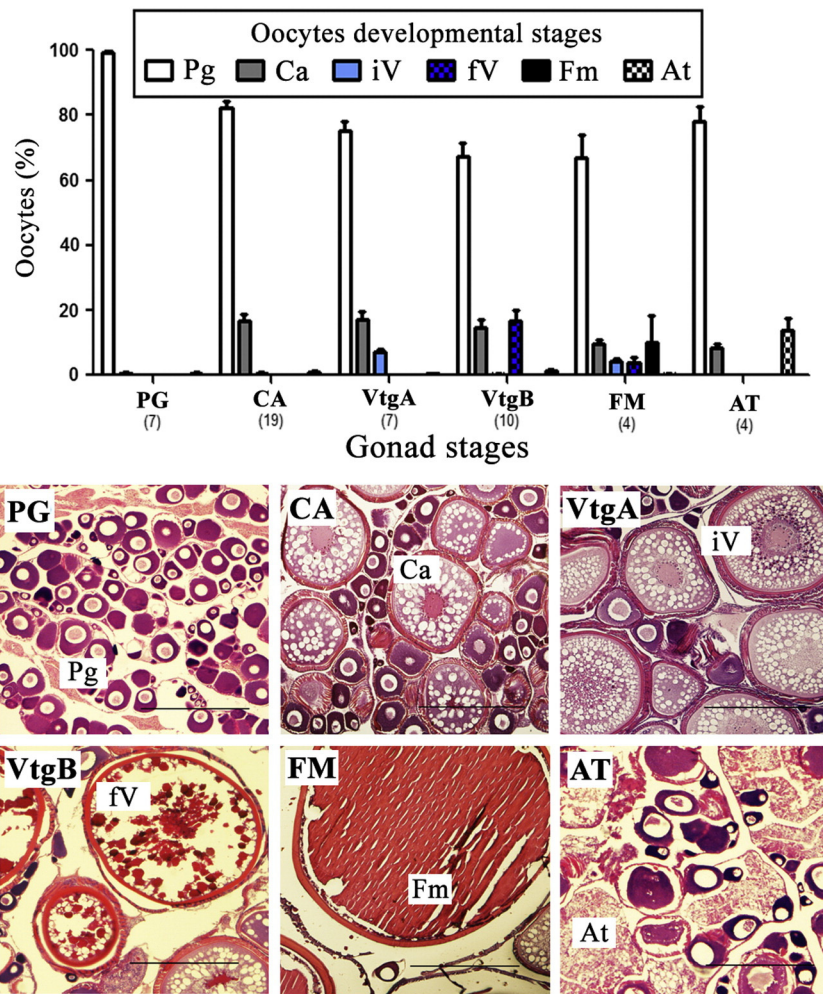 Oocytes developmental stages
Pg Ca iV fV Fm At
Oocytes (%)
100
80
60
40
20
0
PG CA VtgA VtgB FM AT
(7) (19) (7) (10) (4) (4)
Gonad stages
PG CA VtgA
Ca iV
Pg
VtgB FM AT
fV
Fm
At